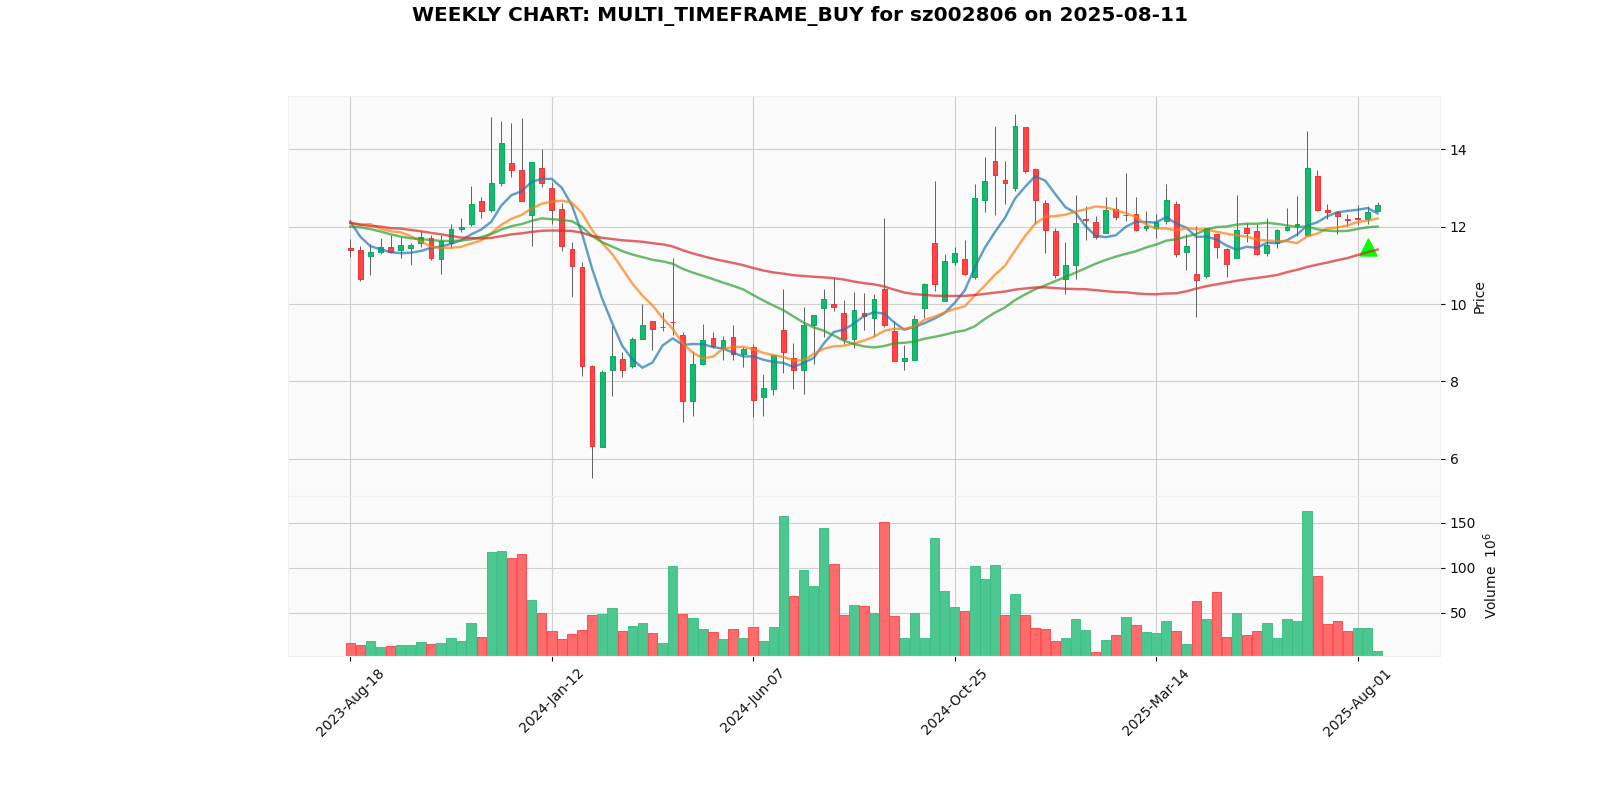 WEEKLY CHART: MULTI_TIMEFRAME_BUY for sz002806 on 2025-08-11
14
12
10
8
6
Price
150
100
50
Volume 10^6
2023-Aug-18
2024-Jan-12
2024-Jun-07
2024-Oct-25
2025-Mar-14
2025-Aug-01